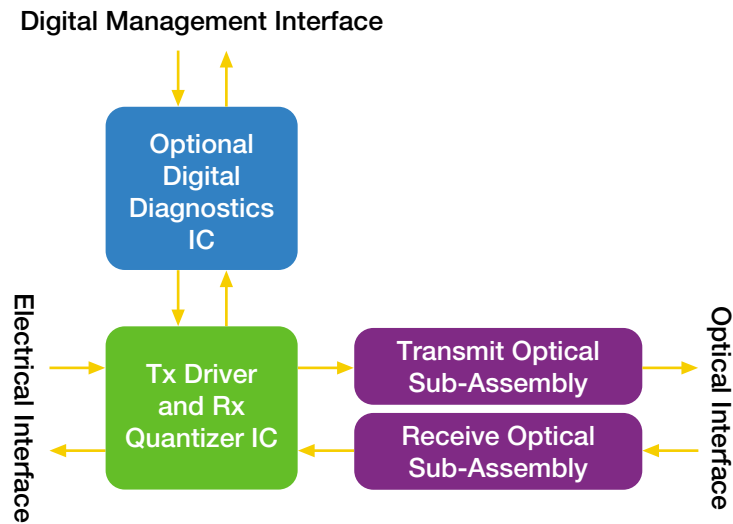 Digital Management Interface
Optional
Digital
Diagnostics
IC
Electrical Interface
Tx Driver
and Rx
Quantizer IC
Transmit Optical
Sub-Assembly
Receive Optical
Sub-Assembly
Optical Interface